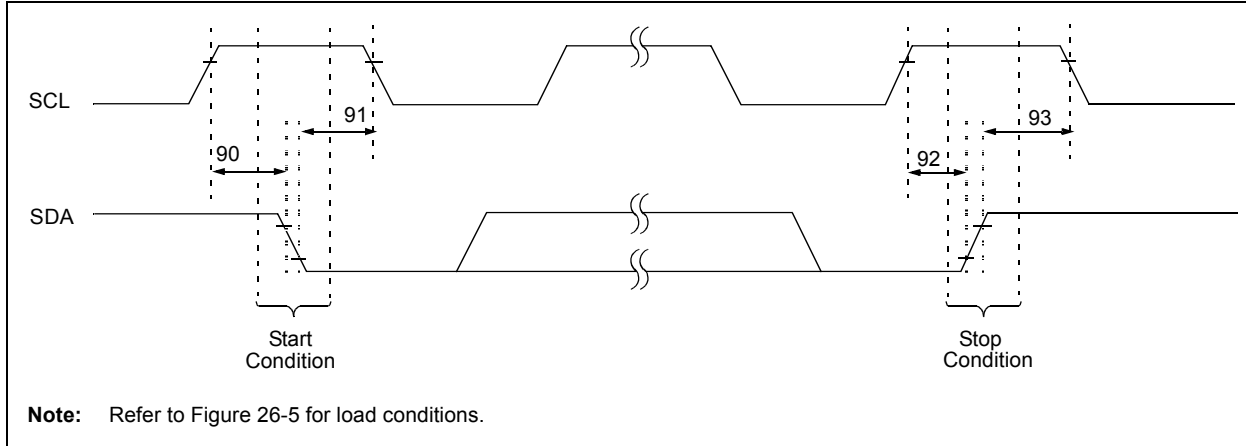 SCL
91
93
90
92
SDA
Start
Condition
Stop
Condition
Note: Refer to Figure 26-5 for load conditions.